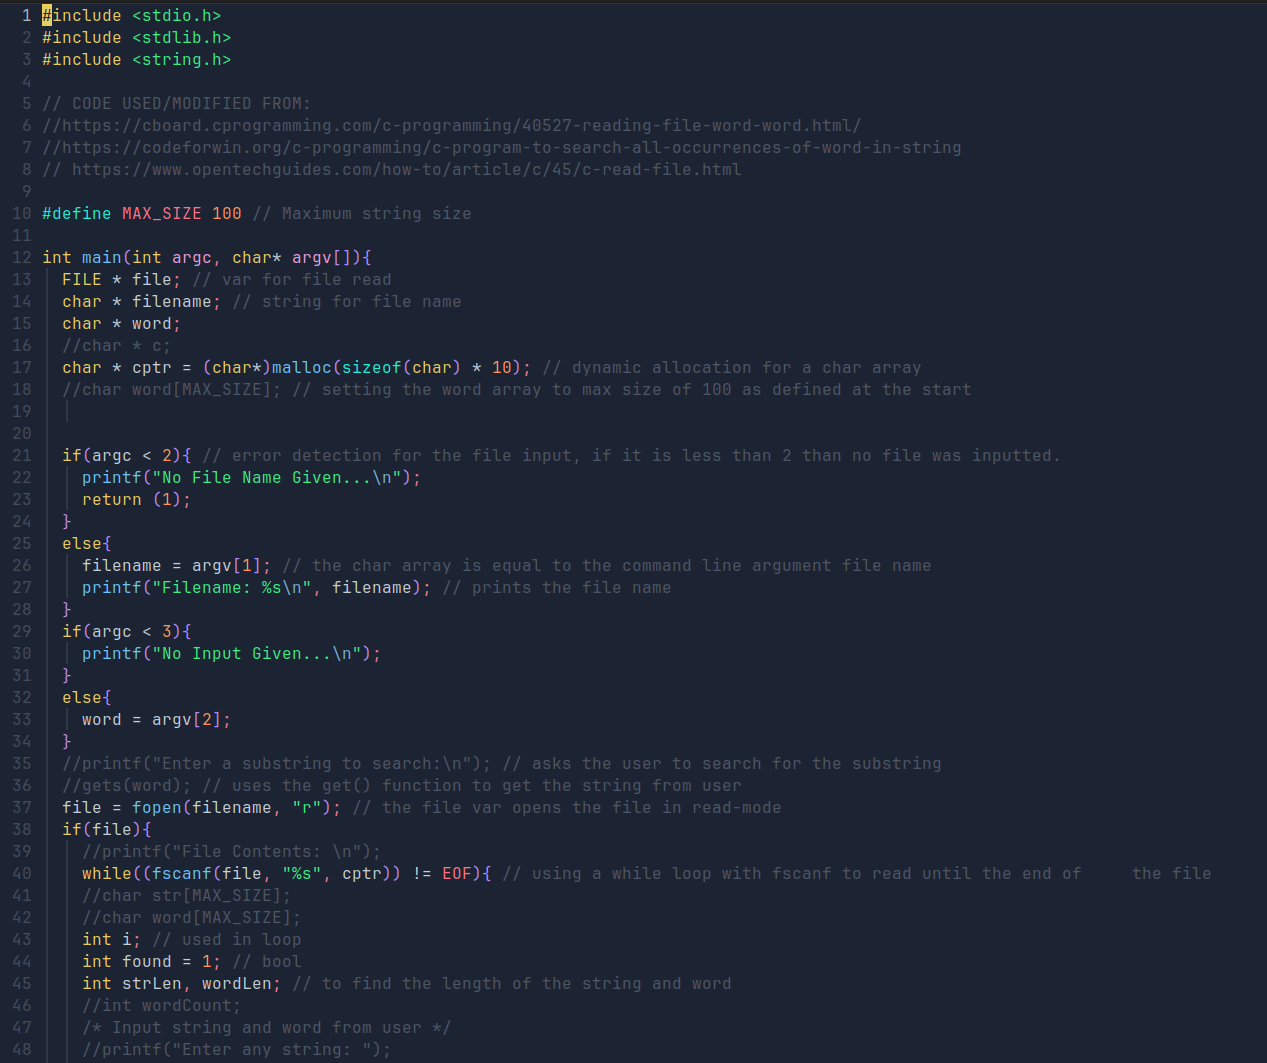 1 #include <stdio.h>
2 #include <stdlib.h>
3 #include <string.h>
4
5 // CODE USED/MODIFIED FROM:
6 //https://cboard.cprogramming.com/c-programming/40527-reading-file-word-word.html/
7 //https://codeforwin.org/c-programming/c-program-to-search-all-occurrences-of-word-in-string
8 // https://www.opentechguides.com/how-to/article/c/45/c-read-file.html
9
10 #define MAX_SIZE 100 // Maximum string size
11
12 int main(int argc, char* argv[]){
13   FILE * file; // var for file read
14   char * filename; // string for file name
15   char * word;
16   //char * c;
17   char * cptr = (char*)malloc(sizeof(char) * 10); // dynamic allocation for a char array
18   //char word[MAX_SIZE]; // setting the word array to max size of 100 as defined at the start
19
20
21   if(argc < 2){ // error detection for the file input, if it is less than 2 than no file was inputted.
22     printf("No File Name Given...\n");
23     return (1);
24   }
25   else{
26     filename = argv[1]; // the char array is equal to the command line argument file name
27     printf("Filename: %s\n", filename); // prints the file name
28   }
29   if(argc < 3){
30     printf("No Input Given...\n");
31   }
32   else{
33     word = argv[2];
34   }
35   //printf("Enter a substring to search:\n"); // asks the user to search for the substring
36   //gets(word); // uses the get() function to get the string from user
37   file = fopen(filename, "r"); // the file var opens the file in read-mode
38   if(file){
39     //printf("File Contents: \n");
40     while((fscanf(file, "%s", cptr)) != EOF){ // using a while loop with fscanf to read until the end of     the file
41     //char str[MAX_SIZE];
42     //char word[MAX_SIZE];
43     int i; // used in loop
44     int found = 1; // bool
45     int strLen, wordLen; // to find the length of the string and word
46     //int wordCount;
47     /* Input string and word from user */
48     //printf("Enter any string: ");